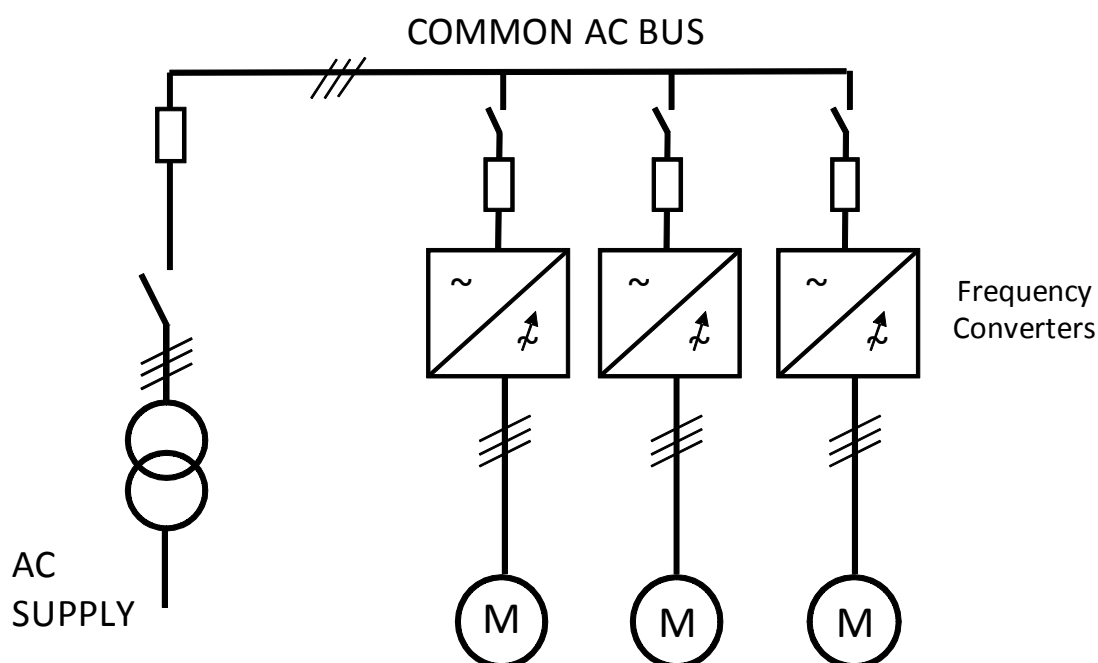 COMMON AC BUS
~ ~ ~
~ ~ ~
Frequency
Converters
AC
SUPPLY
M M M